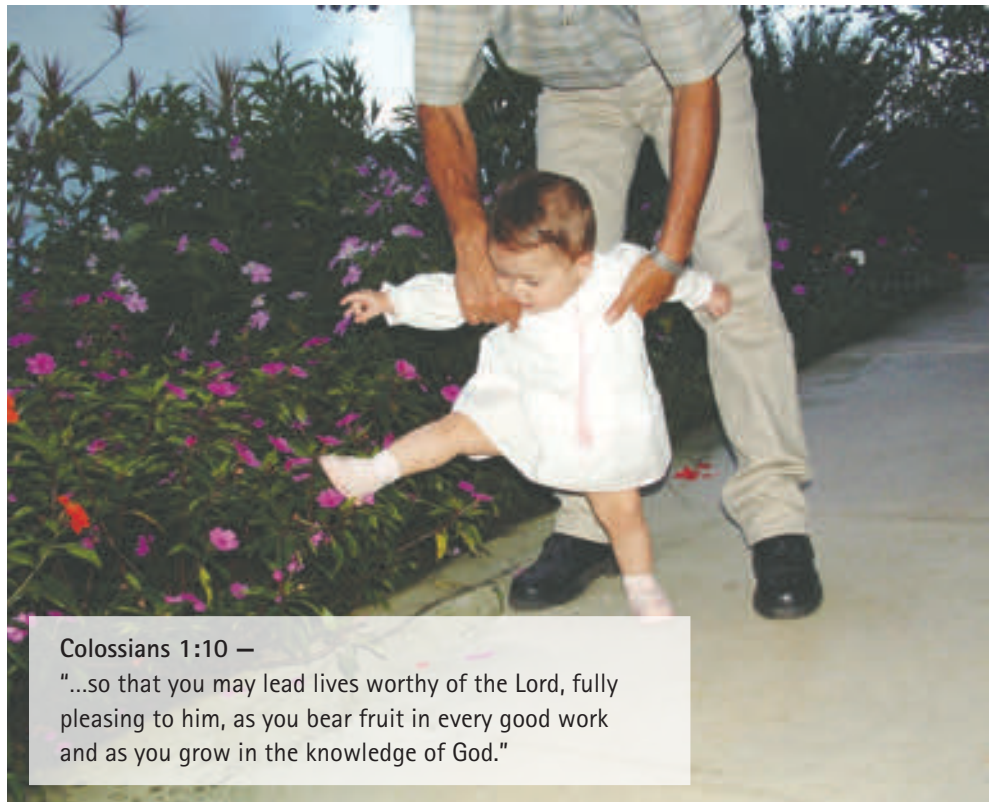 Colossians 1:10 —
“...so that you may lead lives worthy of the Lord, fully
pleasing to him, as you bear fruit in every good work
and as you grow in the knowledge of God.”